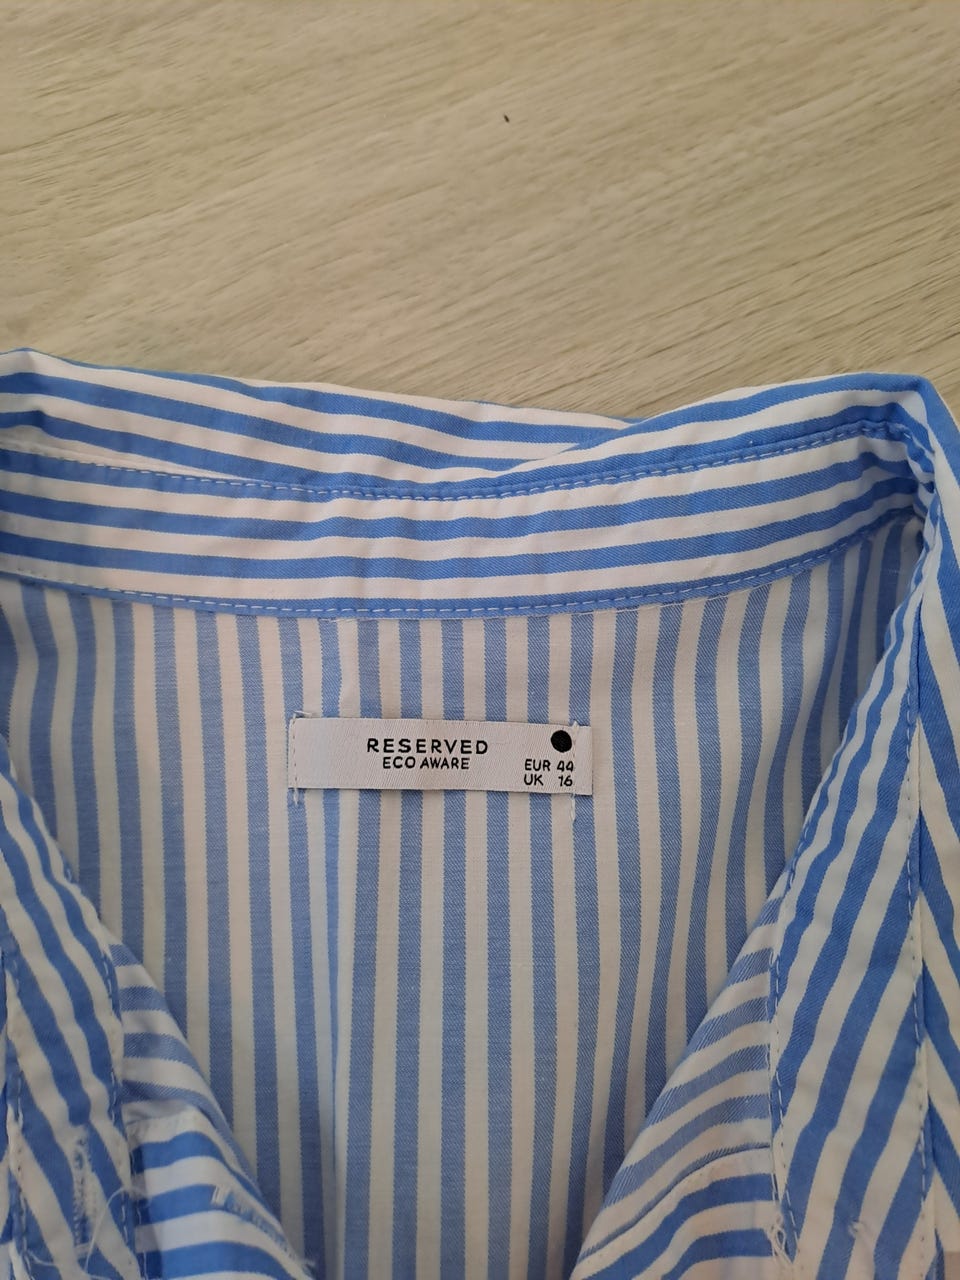 RESERVED
ECO AWARE
EUR 44
UK 16